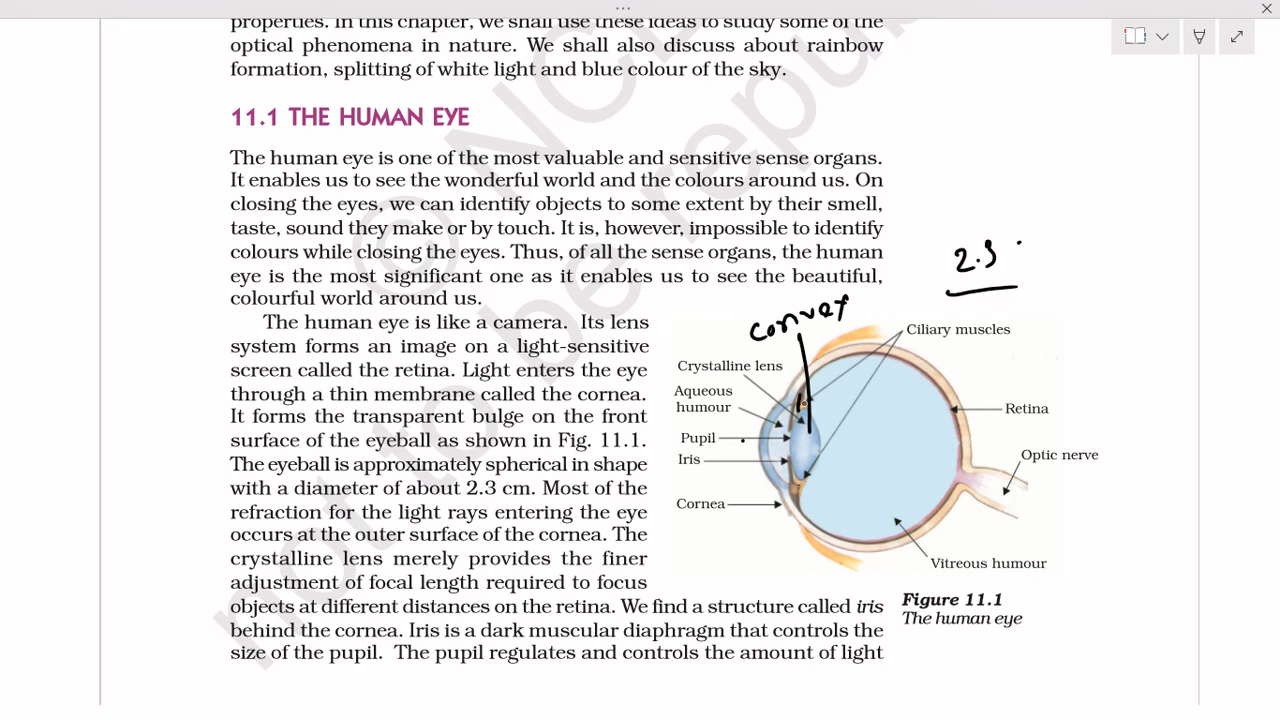 properties. In this chapter, we shall use these ideas to study some of the
optical phenomena in nature. We shall also discuss about rainbow
formation, splitting of white light and blue colour of the sky.
11.1 THE HUMAN EYE
The human eye is one of the most valuable and sensitive sense organs.
It enables us to see the wonderful world and the colours around us. On
closing the eyes, we can identify objects to some extent by their smell,
taste, sound they make or by touch. It is, however, impossible to identify
colours while closing the eyes. Thus, of all the sense organs, the human
eye is the most significant one as it enables us to see the beautiful,
colourful world around us.
The human eye is like a camera. Its lens
system forms an image on a light-sensitive
screen called the retina. Light enters the eye
through a thin membrane called the cornea.
It forms the transparent bulge on the front
surface of the eyeball as shown in Fig. 11.1.
The eyeball is approximately spherical in shape
with a diameter of about 2.3 cm. Most of the
refraction for the light rays entering the eye
occurs at the outer surface of the cornea. The
crystalline lens merely provides the finer
adjustment of focal length required to focus
objects at different distances on the retina. We find a structure called iris
behind the cornea. Iris is a dark muscular diaphragm that controls the
size of the pupil. The pupil regulates and controls the amount of light
2.3
convex
Ciliary muscles
Crystalline lens
Aqueous
humour
Pupil
Iris
Cornea
Retina
Optic nerve
Vitreous humour
Figure 11.1
The human eye
not to be repu